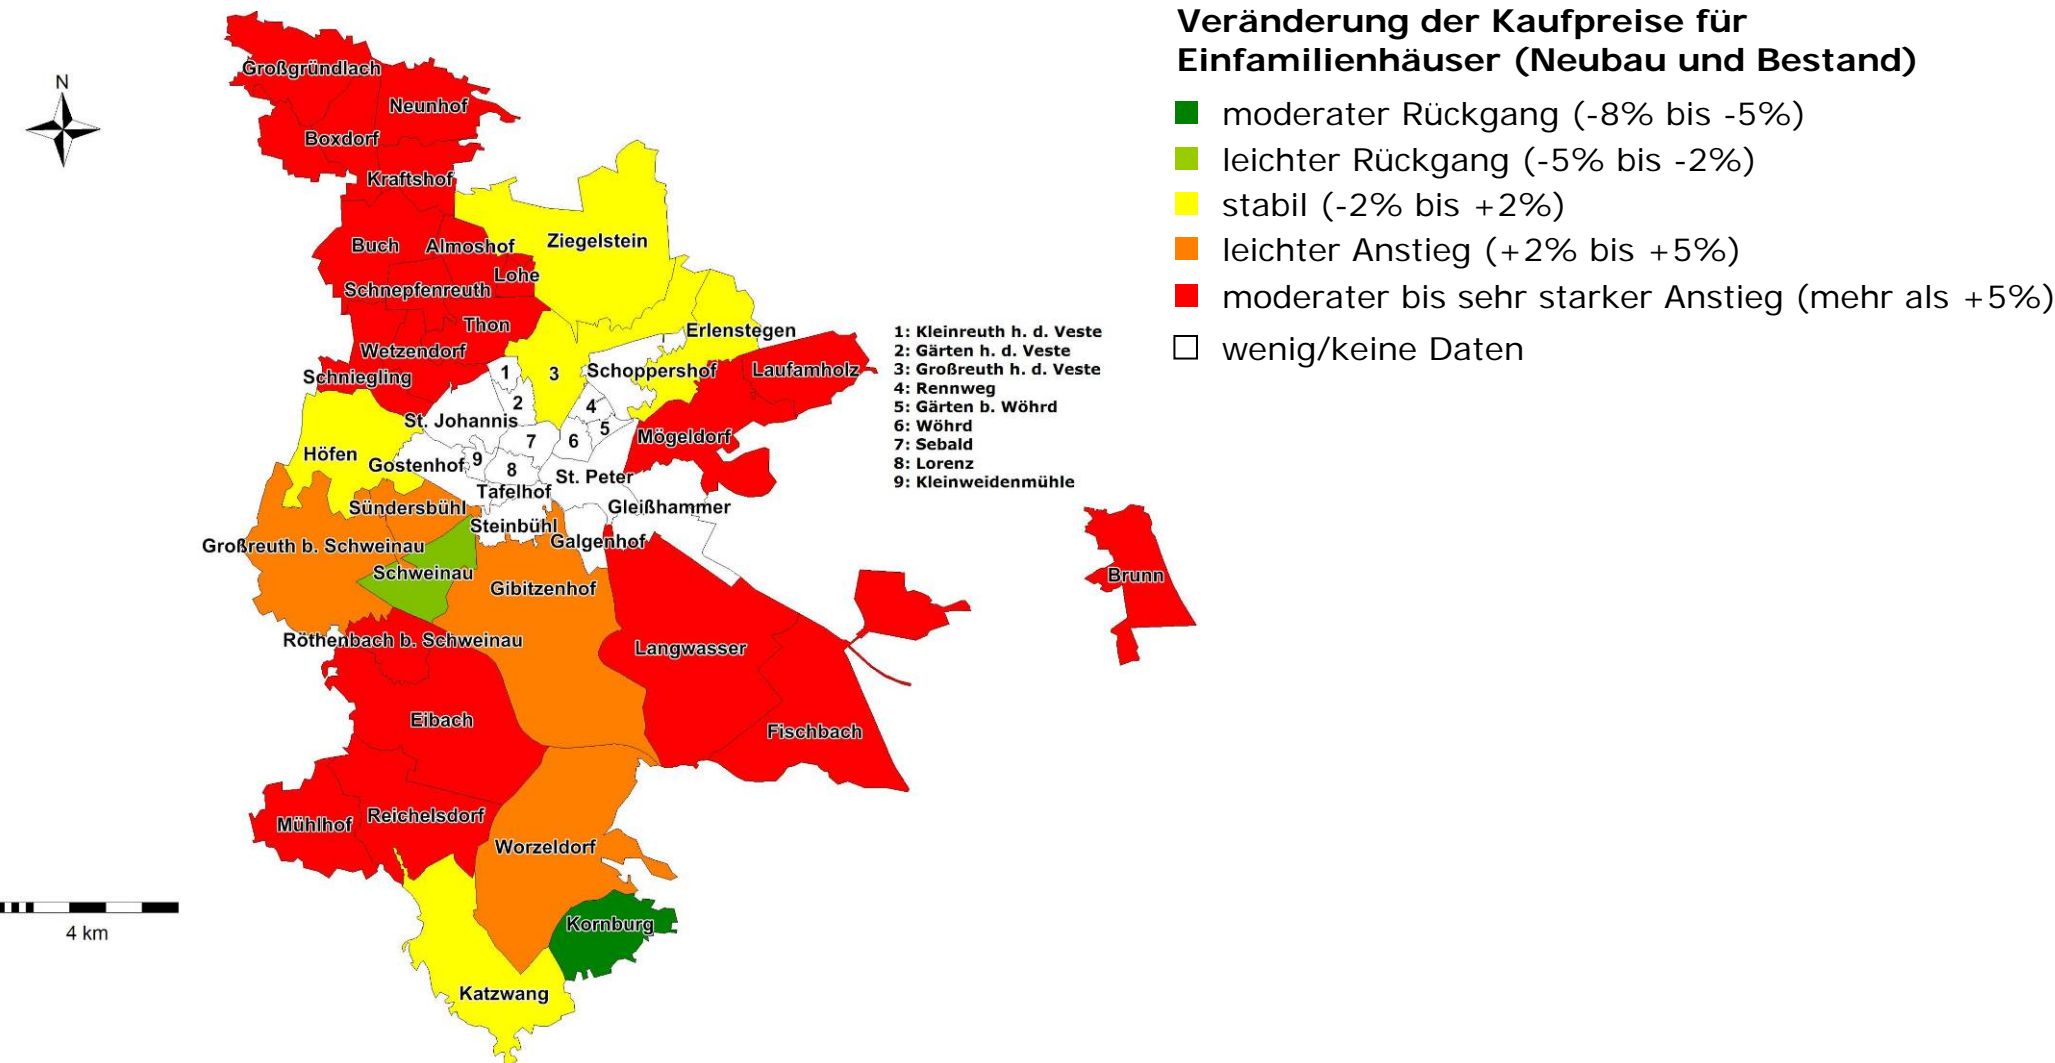 Veränderung der Kaufpreise für
Einfamilienhäuser (Neubau und Bestand)
moderater Rückgang (-8% bis -5%)
leichter Rückgang (-5% bis -2%)
stabil (-2% bis +2%)
leichter Anstieg (+2% bis +5%)
moderater bis sehr starker Anstieg (mehr als +5%)
wenig/keine Daten
N
Großgründlach
Neunhof
Boxdorf
Kraftshof
Buch
Almoshof
Ziegelstein
Lohe
Schnepfenreuth
Thon
Erlenstegen
Wetzendorf
Schniegling
1
3
Schoppershof
Laufamholz
2
4
St. Johannis
5
7
6
Mögeldorf
Höfen
Gostenhof
9
8
St. Peter
Tafelhof
Sündersbühl
Gleißhammer
Steinbühl
Galgenhof
Großreuth b. Schweinau
Schweinau
Gibitzenhof
Brunn
Röthenbach b. Schweinau
Langwasser
Eibach
Fischbach
Mühlhof
Reichelsdorf
Worzeldorf
Kornburg
Katzwang
1: Kleinreuth h. d. Veste
2: Gärten h. d. Veste
3: Großreuth h. d. Veste
4: Rennweg
5: Gärten b. Wöhrd
6: Wöhrd
7: Sebald
8: Lorenz
9: Kleinweidenmühle
4 km